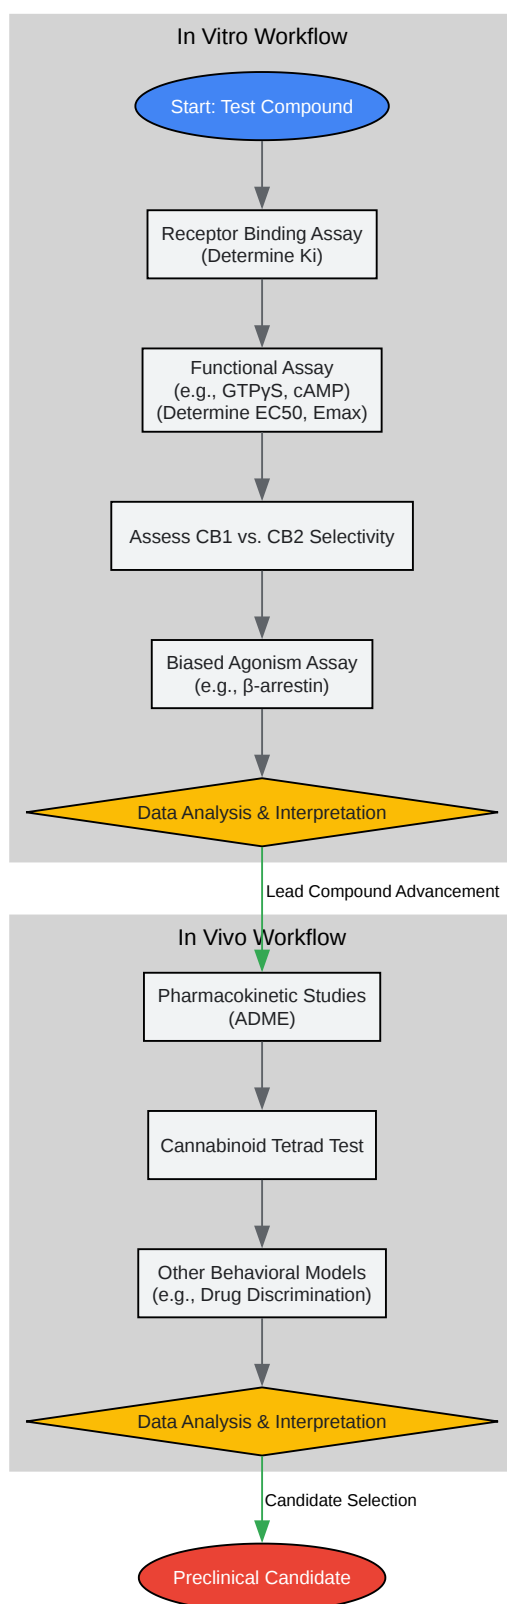 In Vitro Workflow
Start: Test Compound
Receptor Binding Assay
(Determine Ki)
Functional Assay
(e.g., GTPγS, cAMP)
(Determine EC50, Emax)
Assess CB1 vs. CB2 Selectivity
Biased Agonism Assay
(e.g., β-arrestin)
Data Analysis & Interpretation
Lead Compound Advancement
In Vivo Workflow
Pharmacokinetic Studies
(ADME)
Cannabinoid Tetrad Test
Other Behavioral Models
(e.g., Drug Discrimination)
Data Analysis & Interpretation
Candidate Selection
Preclinical Candidate